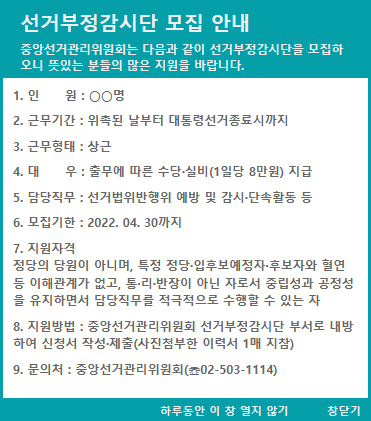 선거부정감시단 모집 안내
중앙선거관리위원회는 다음과 같이 선거부정감시단을 모집하
오니 뜻있는 분들의 많은 지원을 바랍니다.
1. 인 원 : ○○명
2. 근무기간 : 위촉된 날부터 대통령선거종료시까지
3. 근무형태 : 상근
4. 대 우 : 출무에 따른 수당·실비(1일당 8만원) 지급
5. 담당직무 : 선거법위반행위 예방 및 감시·단속활동 등
6. 모집기한 : 2022. 04. 30까지
7. 지원자격
정당의 당원이 아니며, 특정 정당·입후보예정자·후보자와 혈연
등 이해관계가 없고, 통·리·반장이 아닌 자로서 중립성과 공정성
을 유지하면서 담당직무를 적극적으로 수행할 수 있는 자
8. 지원방법 : 중앙선거관리위원회 선거부정감시단 부서로 내방
하여 신청서 작성·제출(사진첨부한 이력서 1매 지참)
9. 문의처 : 중앙선거관리위원회(☏02-503-1114)
하루동안 이 창 열지 않기 창닫기